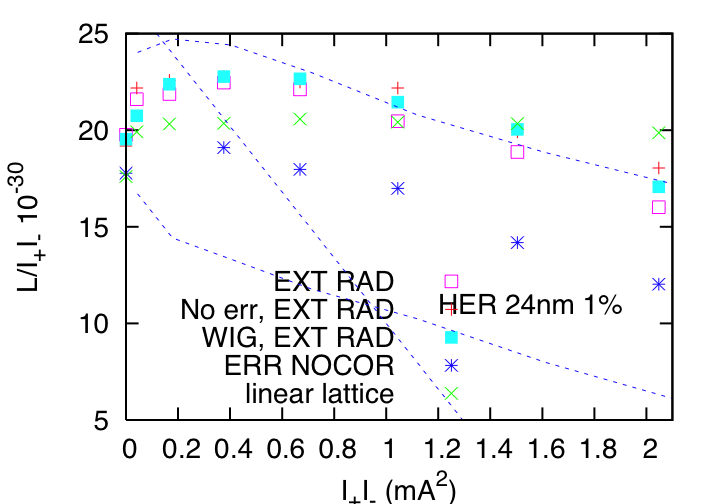 25
20
15
10
5
L/I+I- 10^-30
EXT RAD
No err, EXT RAD
HER 24nm 1%
WIG, EXT RAD
ERR NOCOR
linear lattice
0 0.2 0.4 0.6 0.8 1 1.2 1.4 1.6 1.8 2
I+I- (mA^2)